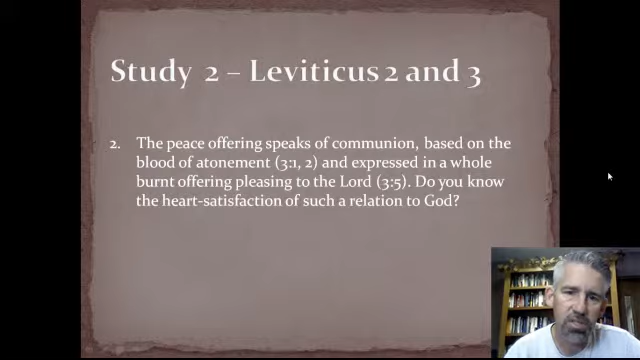 Study 2 – Leviticus 2 and 3
2. The peace offering speaks of communion, based on the
blood of atonement (3:1, 2) and expressed in a whole
burnt offering pleasing to the Lord (3:5). Do you know
the heart-satisfaction of such a relation to God?